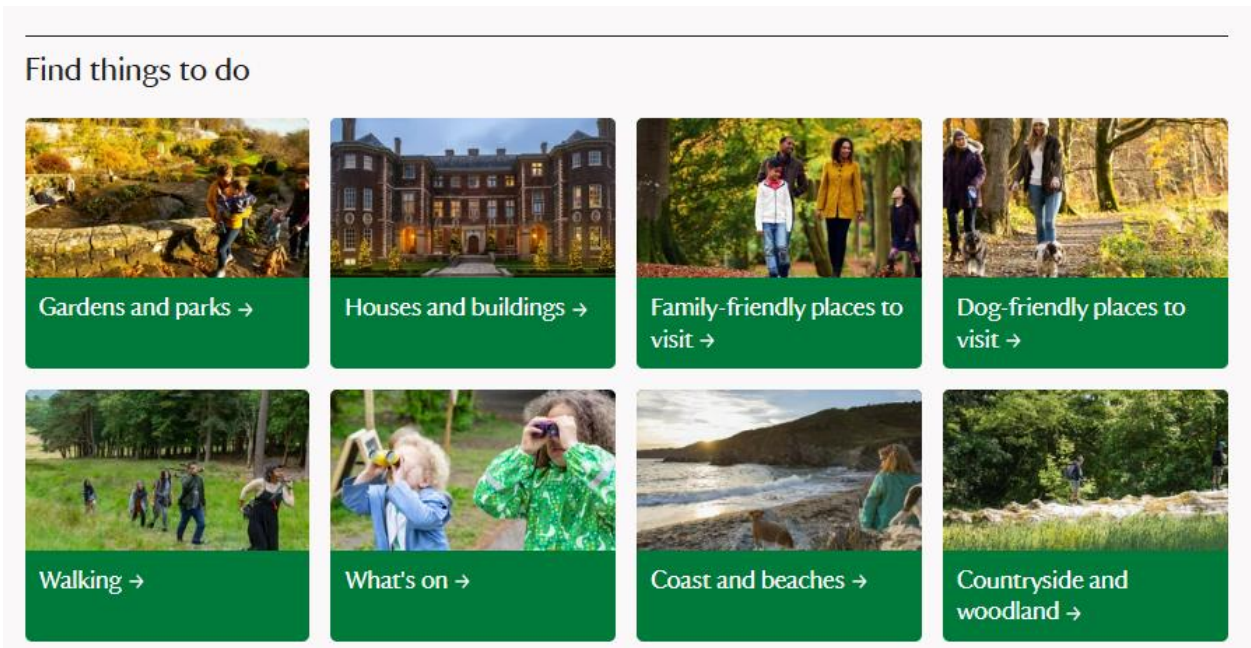 Find things to do
Gardens and parks →
Houses and buildings →
Family-friendly places to
visit →
Dog-friendly places to
visit →
Walking →
What's on →
Coast and beaches →
Countryside and
woodland →